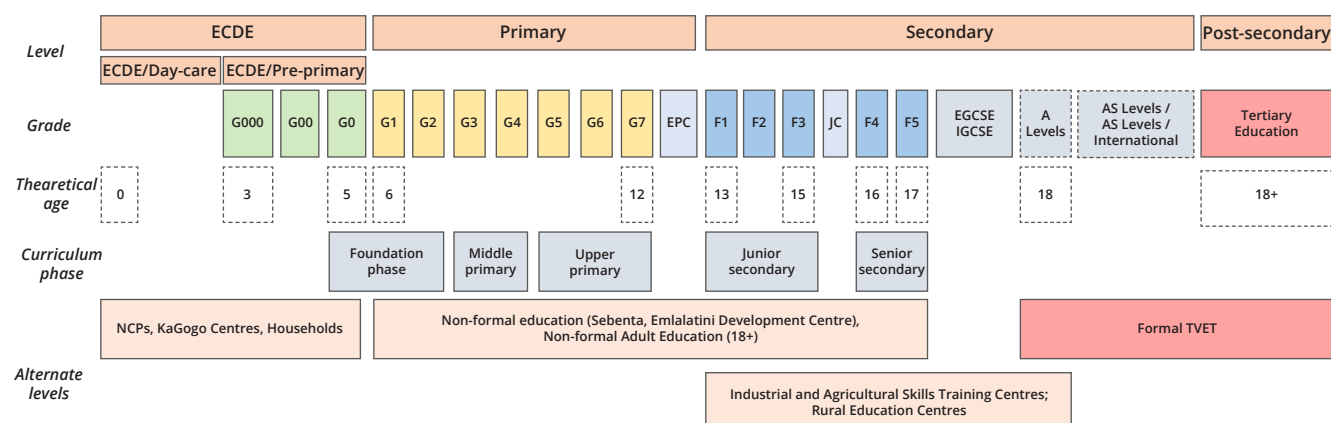 Level
ECDE
Primary
Secondary
Post-secondary
ECDE/Day-care
ECDE/Pre-primary
Grade
G000
G00
G0
G1
G2
G3
G4
G5
G6
G7
EPC
F1
F2
F3
JC
F4
F5
EGCSE
IGCSE
A
Levels
AS Levels /
AS Levels /
International
Tertiary
Education
Thearetical
age
0
3
5
6
12
13
15
16
17
18
18+
Curriculum
phase
Foundation
phase
Middle
primary
Upper
primary
Junior
secondary
Senior
secondary
Alternate
levels
NCPs, KaGogo Centres, Households
Non-formal education (Sebenta, Emlalatini Development Centre),
Non-formal Adult Education (18+)
Formal TVET
Industrial and Agricultural Skills Training Centres;
Rural Education Centres